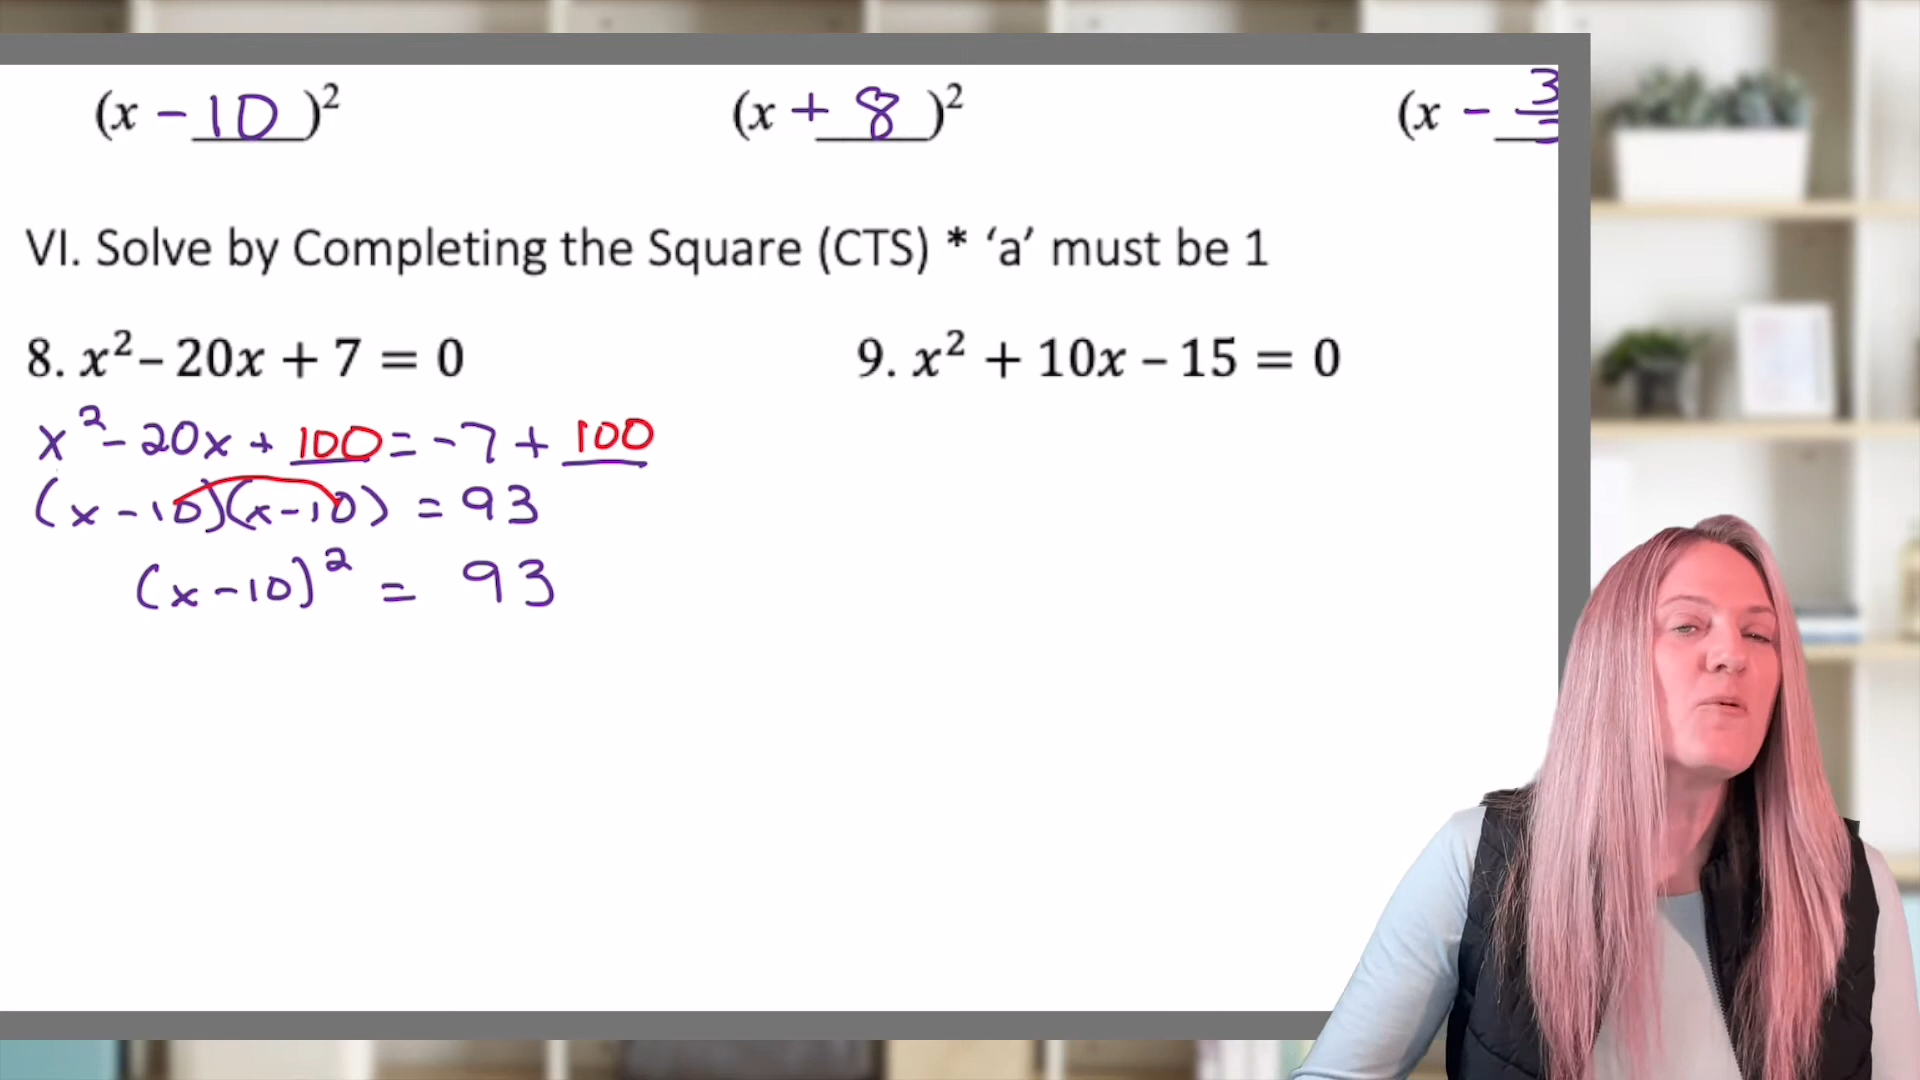 (x - 10)² (x + 8)² (x - 3
VI. Solve by Completing the Square (CTS) * ‘a’ must be 1
8. x² – 20x + 7 = 0 9. x² + 10x – 15 = 0
x² - 20x + 100 = -7 + 100
(x - 10)(x - 10) = 93
(x - 10)² = 93